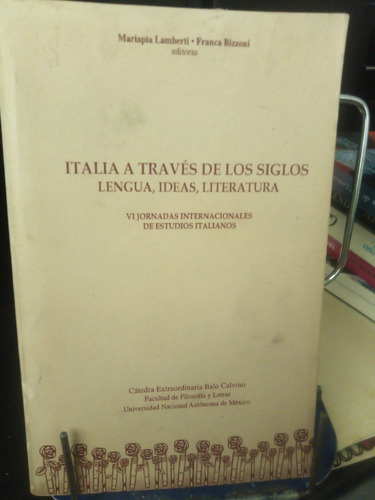 Mariapia Lamberti • Franca Bizzoni
editoras
ITALIA A TRAVÉS DE LOS SIGLOS
LENGUA, IDEAS, LITERATURA
VI JORNADAS INTERNACIONALES
DE ESTUDIOS ITALIANOS
Cátedra Extraordinaria Italo Calvino
Facultad de Filosofía y Letras
Universidad Nacional Autónoma de México